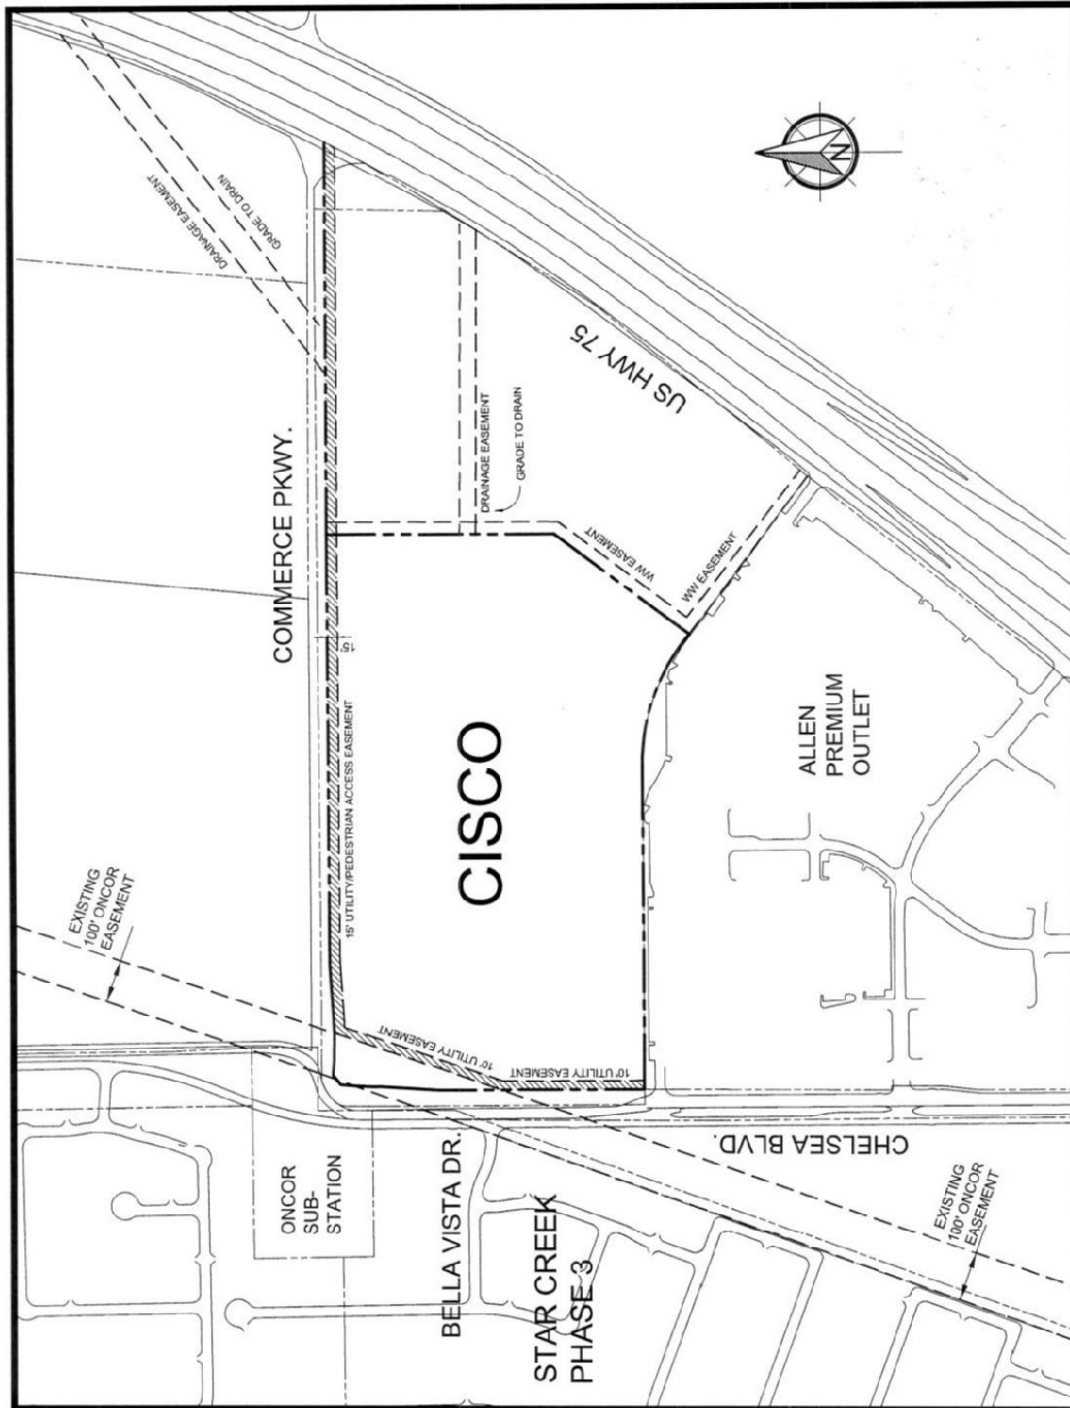 EXISTING
100' ONCOR
EASEMENT
ONCOR
SUB-
STATION
BELLA VISTA DR.
STAR CREEK
PHASE 3
COMMERCE PKWY.
DRAINAGE EASEMENT
GRADE TO DRAIN
15' UTILITY/PEDESTRIAN ACCESS EASEMENT
15'
10' UTILITY EASEMENT
10' UTILITY EASEMENT
CISCO
DRAINAGE EASEMENT
GRADE TO DRAIN
WW EASEMENT
WW EASEMENT
US HWY 75
CHELSEA BLVD.
EXISTING
100' ONCOR
EASEMENT
ALLEN
PREMIUM
OUTLET
N